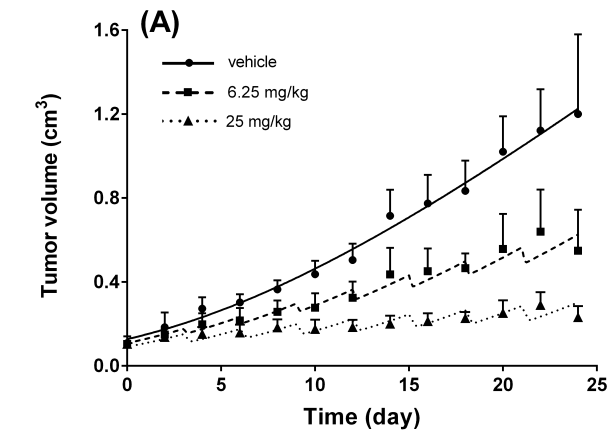 (A)
1.6
1.2
0.8
0.4
0.0
Tumor volume (cm³)
vehicle
6.25 mg/kg
25 mg/kg
0 5 10 15 20 25
Time (day)